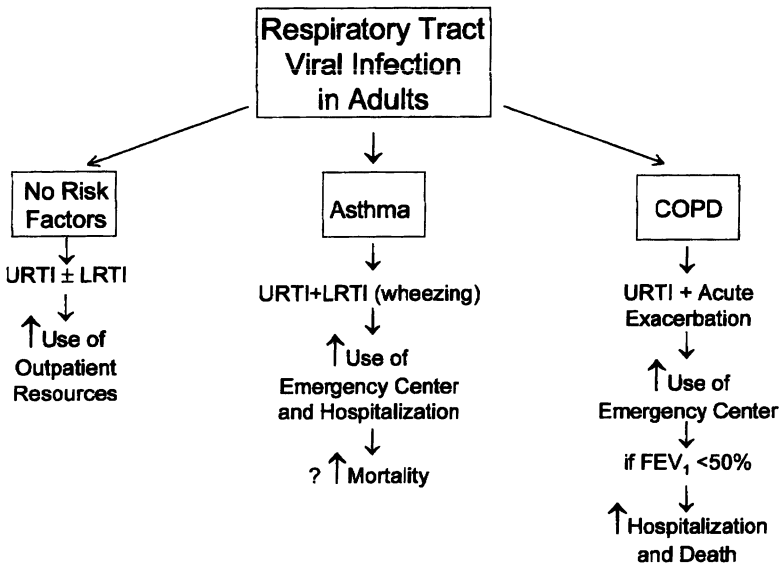 Respiratory Tract
Viral Infection
in Adults
No Risk
Factors
URTI ± LRTI
↑Use of
Outpatient
Resources
Asthma
URTI+LRTI (wheezing)
↑Use of
Emergency Center
and Hospitalization
? ↑Mortality
COPD
URTI + Acute
Exacerbation
↑Use of
Emergency Center
if FEV₁ <50%
↑Hospitalization
and Death